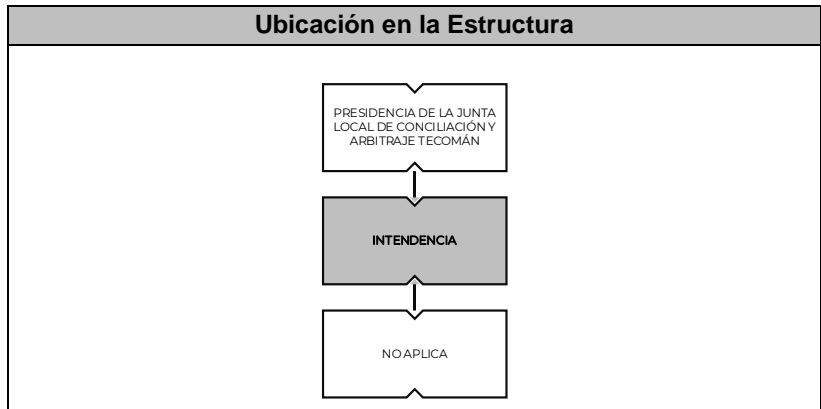 Ubicación en la Estructura
PRESIDENCIA DE LA JUNTA
LOCAL DE CONCILIACIÓN Y
ARBITRAJE TECOMÁN
INTENDENCIA
NO APLICA